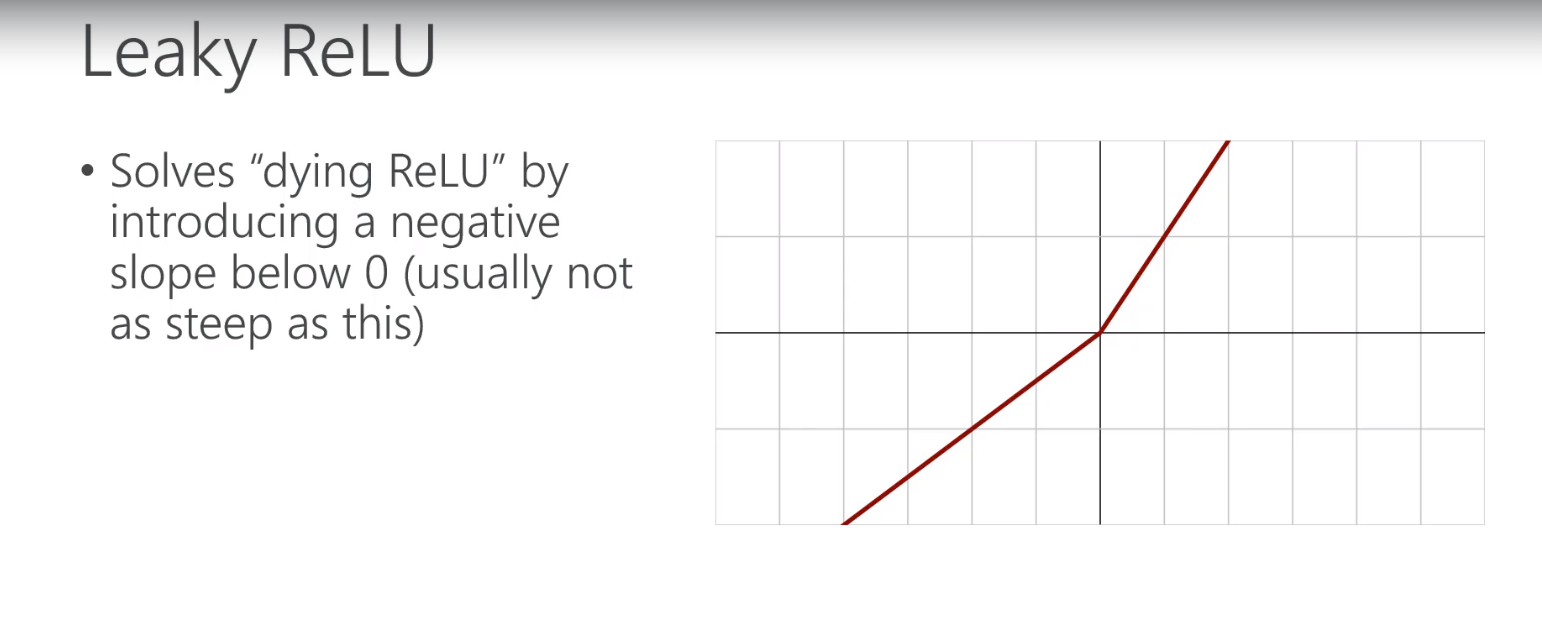 Leaky ReLU
• Solves “dying ReLU” by
introducing a negative
slope below 0 (usually not
as steep as this)